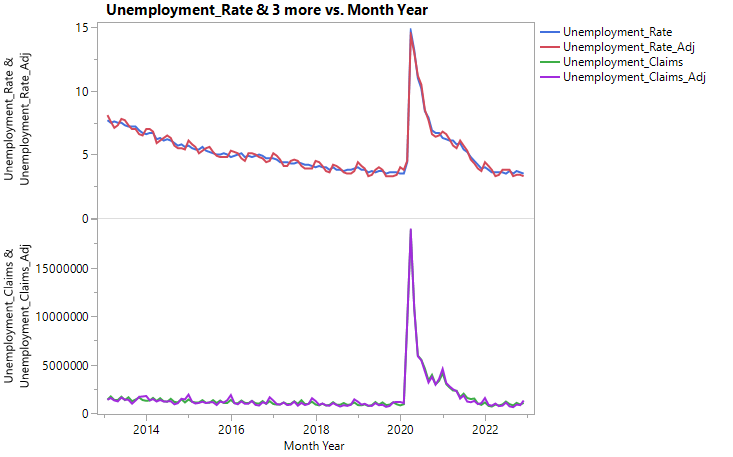 Unemployment_Rate & 3 more vs. Month Year
Unemployment_Rate &
Unemployment_Rate_Adj
15
10
5
0
Unemployment_Claims &
Unemployment_Claims_Adj
15000000
10000000
5000000
0
2014
2016
2018
2020
2022
Month Year
Unemployment_Rate
Unemployment_Rate_Adj
Unemployment_Claims
Unemployment_Claims_Adj